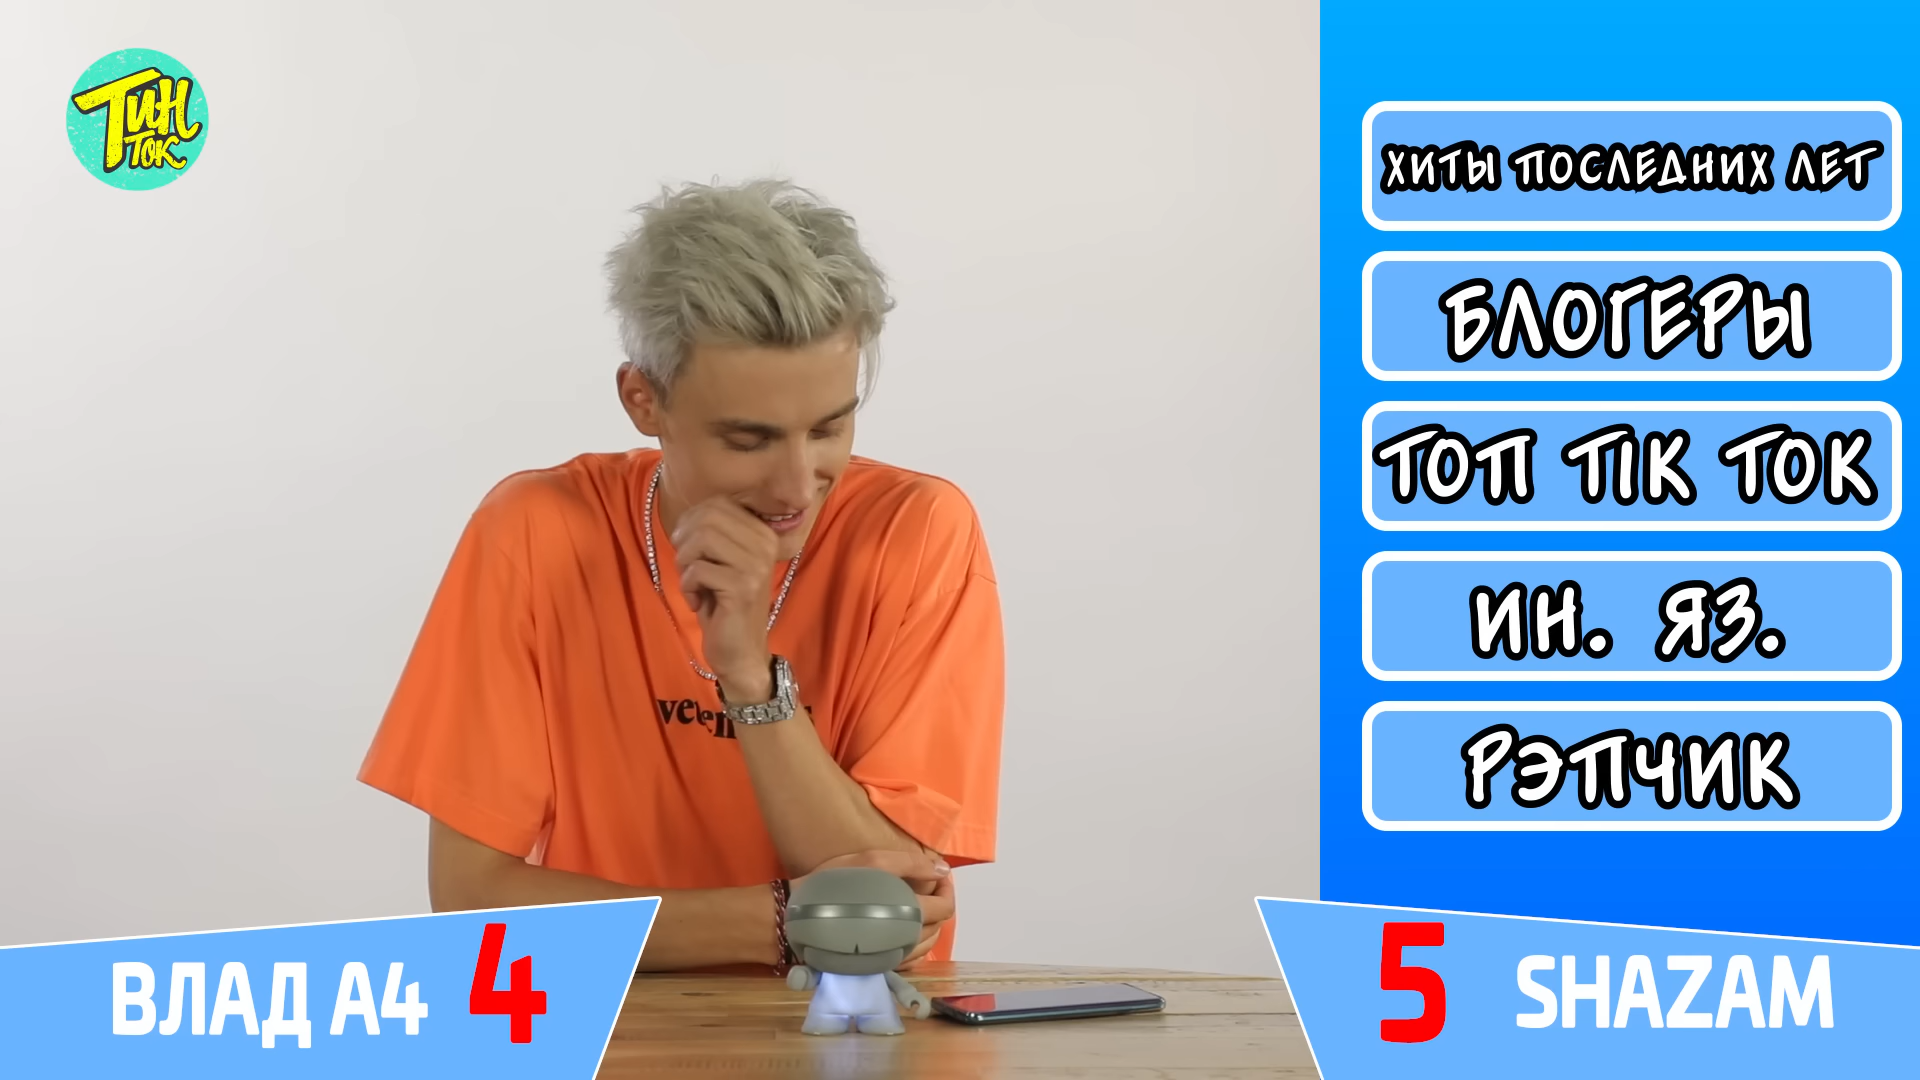 ТИН
ТОК
ХИТЫ ПОСЛЕДНИХ ЛЕТ
БЛОГЕРЫ
ТОП TIK TOK
ИН. ЯЗ.
РЭПЧИК
ВЛАД А4 4
5 SHAZAM